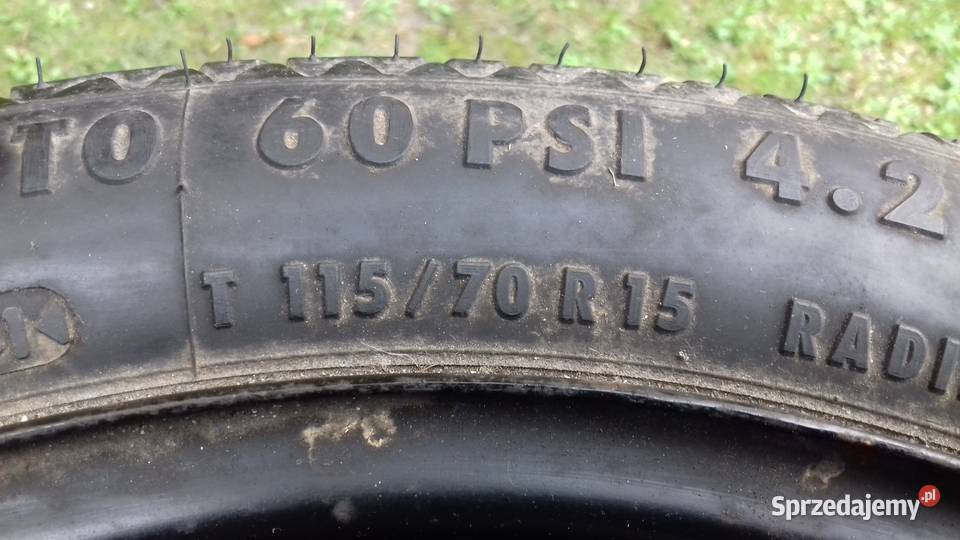 TO 60 PSI 4.2
T 115/70 R 15 RADI
Sprzedajemy.pl